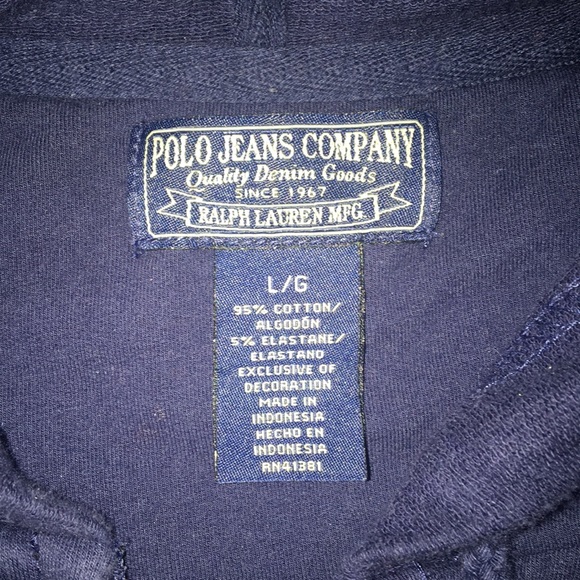 POLO JEANS COMPANY
Quality Denim Goods
SINCE 1967
RALPH LAUREN MFG.
L/G
95% COTTON/
ALGODÓN
5% ELASTANE/
ELASTANO
EXCLUSIVE OF
DECORATION
MADE IN
INDONESIA
HECHO EN
INDONESIA
RN41381